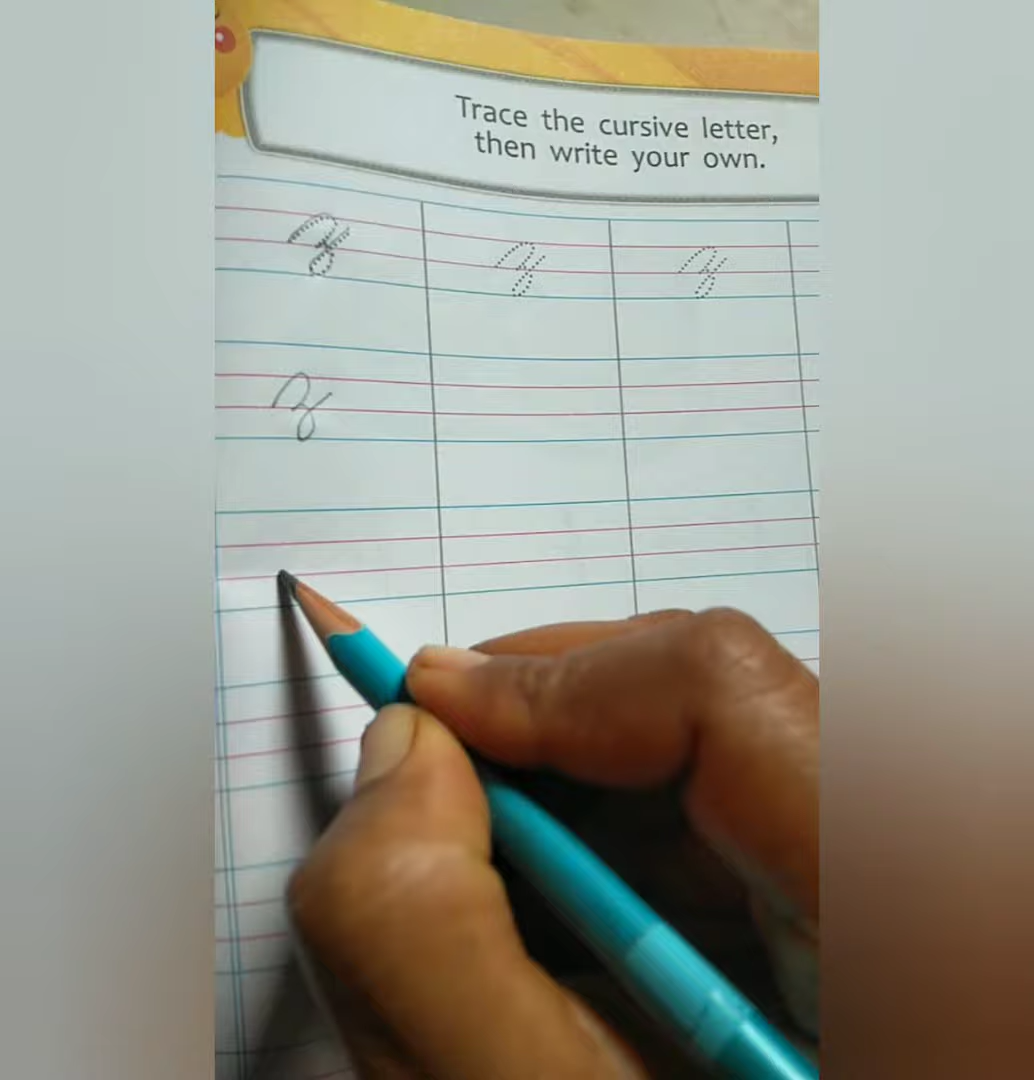 Trace the cursive letter,
then write your own.
z z z
z